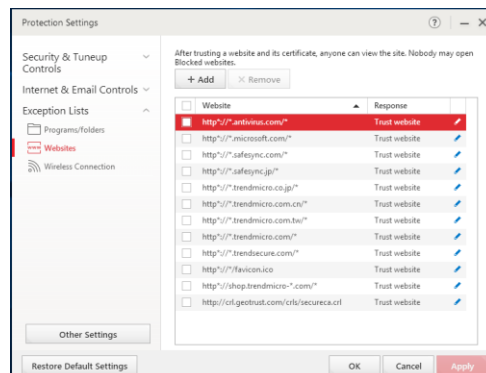 Protection Settings
Security & Tuneup
Controls
Internet & Email Controls
Exception Lists
Programs/folders
Websites
Wireless Connection
Other Settings
Restore Default Settings
After trusting a website and its certificate, anyone can view the site. Nobody may open
Blocked websites.
+ Add
× Remove
Website Response
http*://*.antivirus.com/* Trust website
http*://*.microsoft.com/* Trust website
http*://*.safesync.com/* Trust website
http*://*.safesync.jp/* Trust website
http*://*.trendmicro.co.jp/* Trust website
http*://*.trendmicro.com.cn/* Trust website
http*://*.trendmicro.com.tw/* Trust website
http*://*.trendmicro.com/* Trust website
http*://*.trendsecure.com/* Trust website
http*://*/favicon.ico Trust website
http*://shop.trendmicro-*.com/* Trust website
http://crl.geotrust.com/crls/secureca.crl Trust website
OK
Cancel
Apply